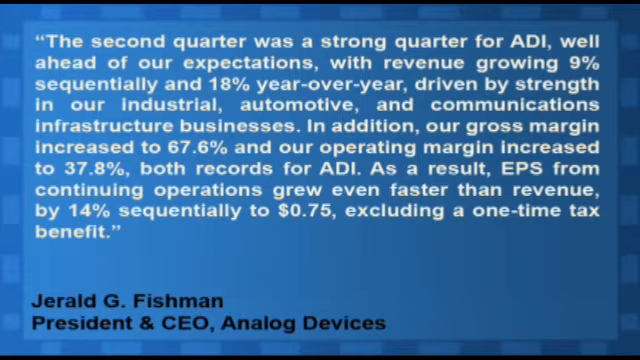 “The second quarter was a strong quarter for ADI, well
ahead of our expectations, with revenue growing 9%
sequentially and 18% year-over-year, driven by strength
in our industrial, automotive, and communications
infrastructure businesses. In addition, our gross margin
increased to 67.6% and our operating margin increased
to 37.8%, both records for ADI. As a result, EPS from
continuing operations grew even faster than revenue,
by 14% sequentially to $0.75, excluding a one-time tax
benefit.”
Jerald G. Fishman
President & CEO, Analog Devices